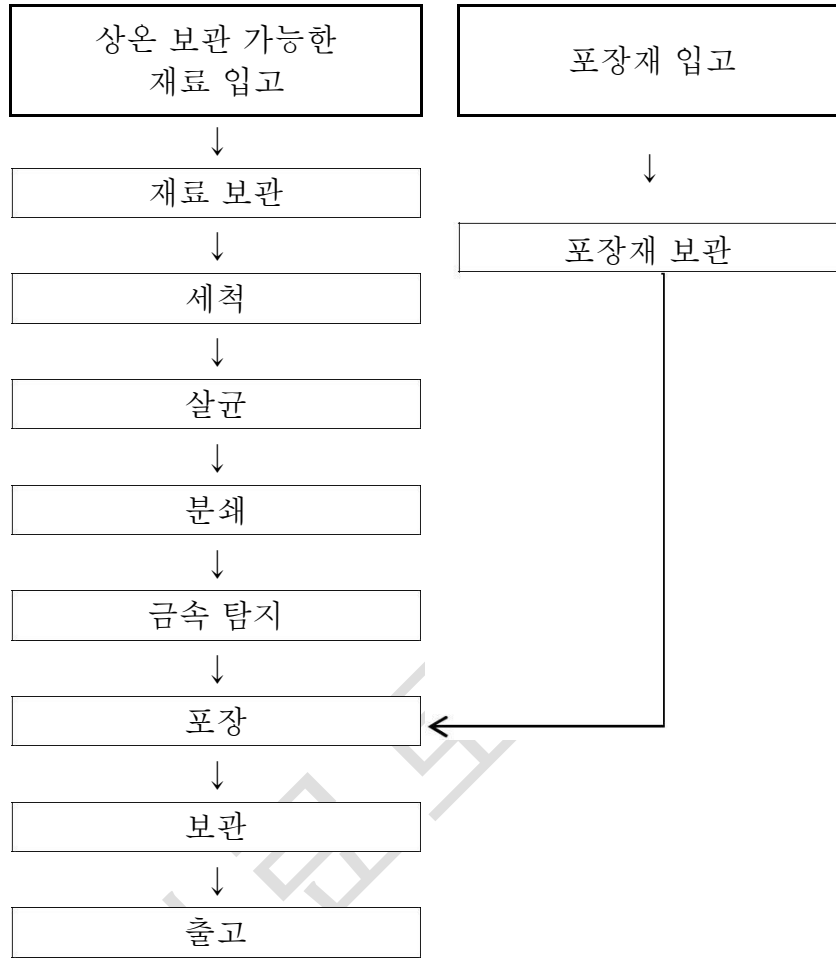 상온 보관 가능한
재료 입고
↓
재료 보관
↓
세척
↓
살균
↓
분쇄
↓
금속 탐지
↓
포장
↓
보관
↓
출고
포장재 입고
↓
포장재 보관